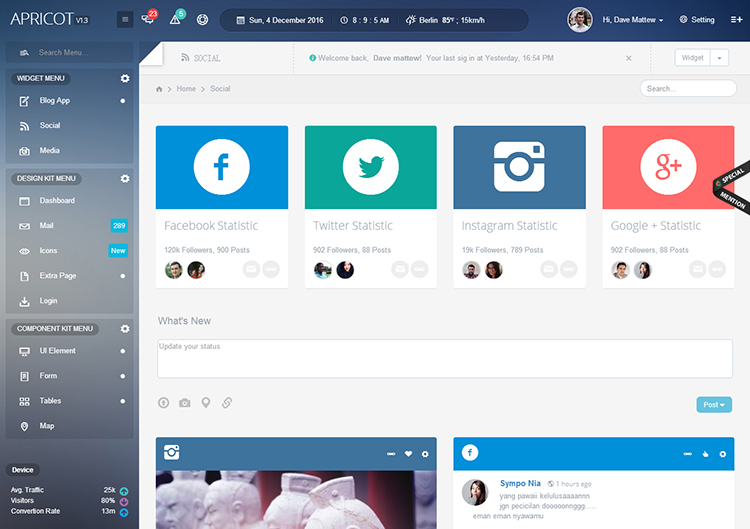 APRICOT V1.3
23
5
Sun, 4 December 2016
8 : 9 : 5 AM
Berlin 85°F ; 15km/h
Hi, Dave Mattew
Setting
Search Menu...
SOCIAL
Welcome back, Dave mattew! Your last sig in at Yesterday, 16:54 PM
×
Widget
WIDGET MENU
Home
Social
Search...
Blog App
Social
Media
DESIGN KIT MENU
Dashboard
Mail 289
Icons New
Extra Page
Login
COMPONENT KIT MENU
UI Element
Form
Tables
Map
Device
Avg. Traffic 25k
Visitors 80%
Convertion Rate 13m
SPECIAL
MENTION
Facebook Statistic
120k Followers, 900 Posts
Twitter Statistic
902 Followers, 88 Posts
Instagram Statistic
19k Followers, 789 Posts
Google + Statistic
902 Followers, 88 Posts
What's New
Update your status
Post
Sympo Nia 1 hours ago
yang pawaii kelulusaaaannn
jgn pecicilan dooooonnggg......
eman eman nyawamu